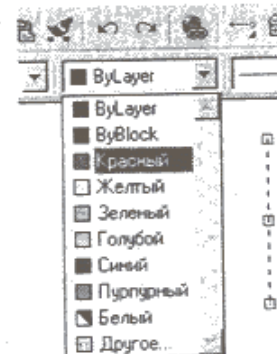 ByLayer
ByLayer
ByBlock
Красный
Желтый
Зеленый
Голубой
Синий
Пурпурный
Белый
Другое...